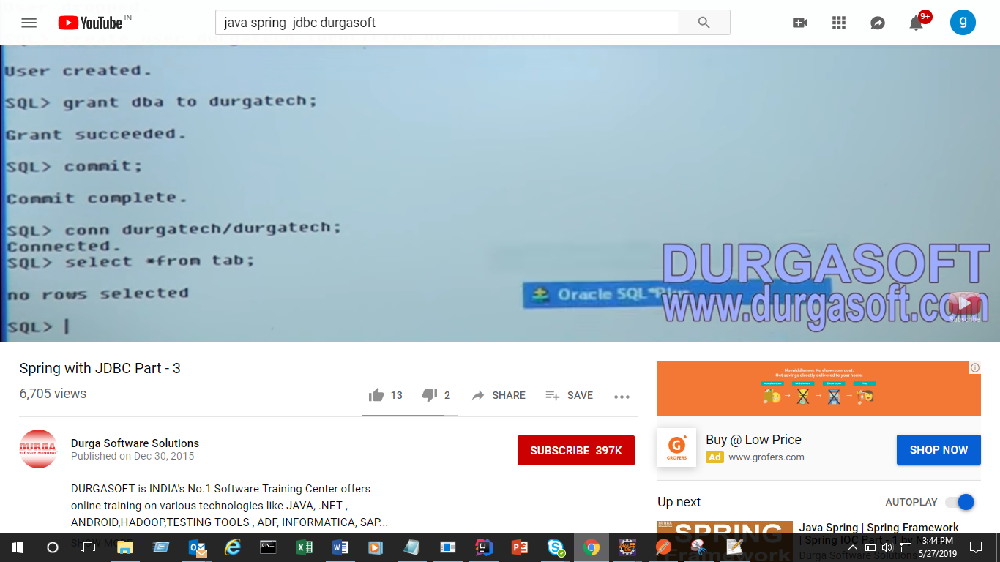 YouTube IN
java spring jdbc durgasoft
9+
g
User created.
SQL> grant dba to durgatech;
Grant succeeded.
SQL> commit;
Commit complete.
SQL> conn durgatech/durgatech;
Connected.
SQL> select *from tab;
no rows selected
SQL>
Oracle SQL*Plus
DURGASOFT
www.durgasoft.com
Spring with JDBC Part - 3
6,705 views
13
2
SHARE
SAVE
No middlemen. No showroom cost.
Get savings directly delivered to your home.
DURGA
Software Solutions
Durga Software Solutions
Published on Dec 30, 2015
SUBSCRIBE 397K
DURGASOFT is INDIA's No.1 Software Training Center offers
online training on various technologies like JAVA, .NET ,
ANDROID,HADOOP,TESTING TOOLS , ADF, INFORMATICA, SAP...
SHOW MORE
GROFERS
Buy @ Low Price
Ad www.grofers.com
SHOP NOW
Up next
AUTOPLAY
SPRING
Framework
Java Spring | Spring Framework
| Spring IOC Part - 1 by N
Durga Software Solutions
3:44 PM
5/27/2019